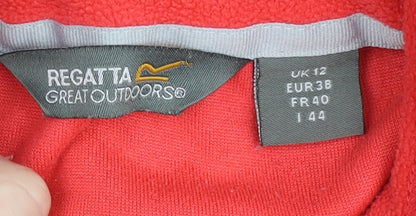 REGATTA
GREAT OUTDOORS®
UK 12
EUR 38
FR 40
I 44